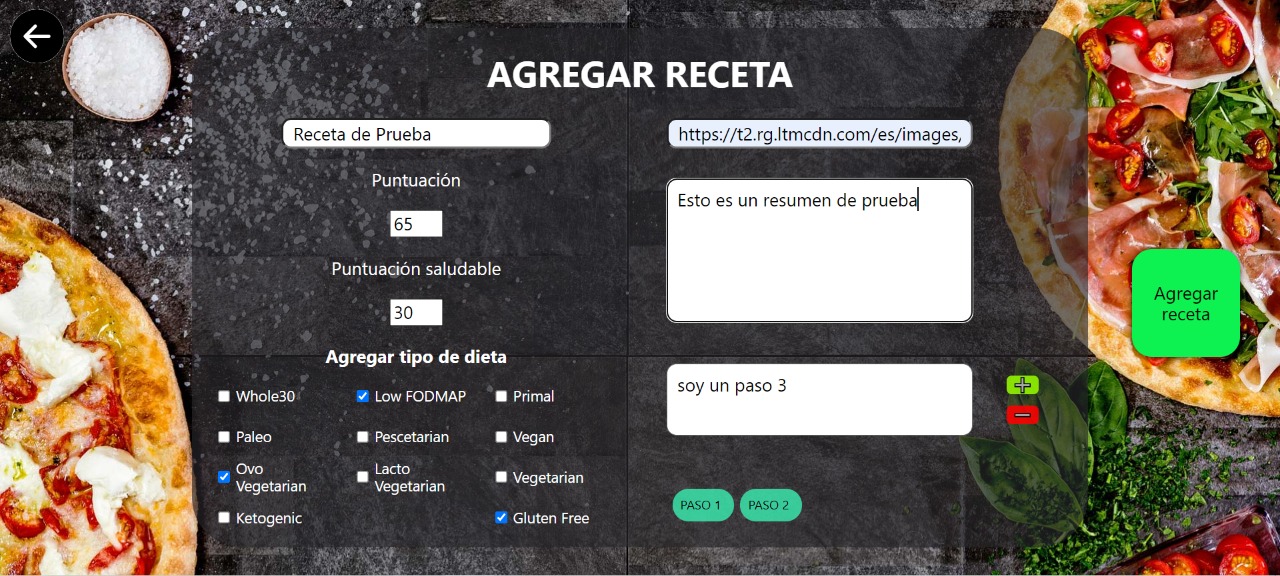 AGREGAR RECETA
Receta de Prueba
https://t2.rg.ltmcdn.com/es/images,
Puntuación
65
Esto es un resumen de prueba
Puntuación saludable
30
Agregar
receta
Agregar tipo de dieta
Whole30
Low FODMAP
Primal
Paleo
Pescetarian
Vegan
Ovo
Vegetarian
Lacto
Vegetarian
Vegetarian
Ketogenic
Gluten Free
soy un paso 3
PASO 1
PASO 2